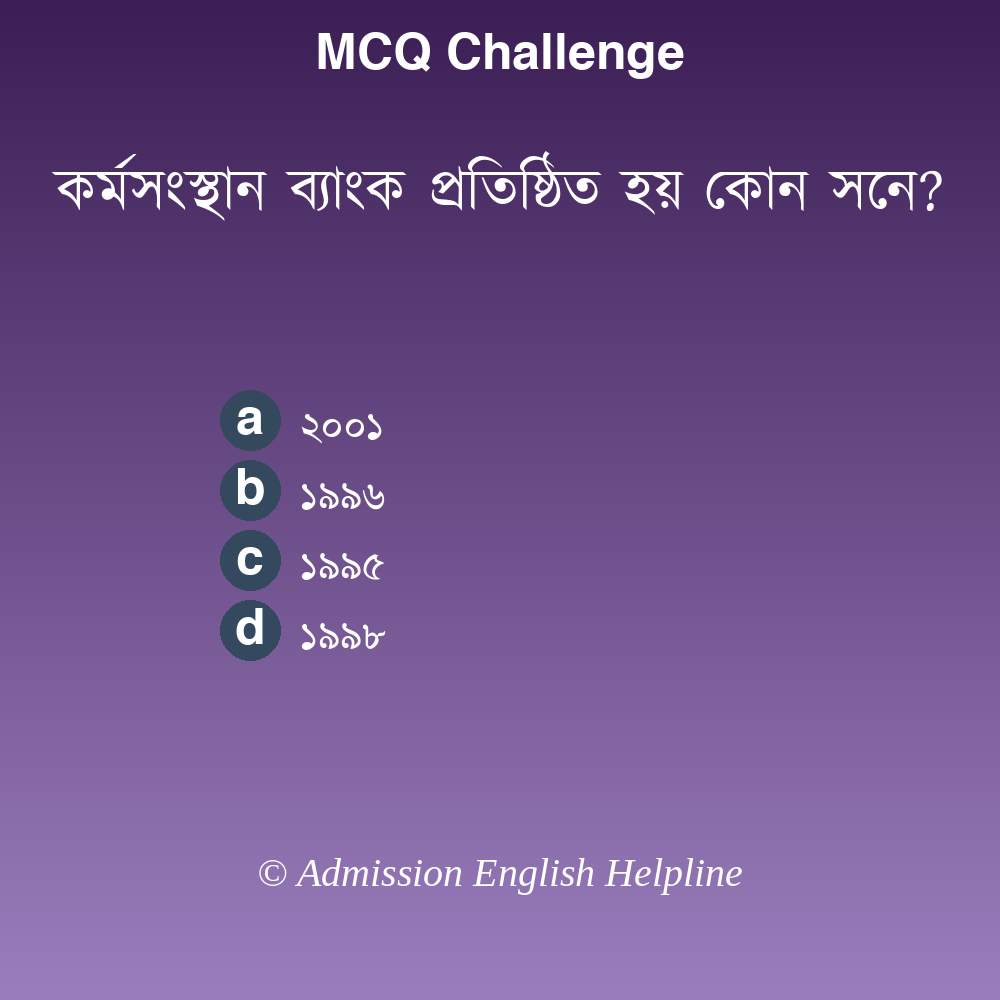 MCQ Challenge
কর্মসংস্থান ব্যাংক প্রতিষ্ঠিত হয় কোন সনে?
a ২০০১
b ১৯৯৬
c ১৯৯৫
d ১৯৯৮
© Admission English Helpline